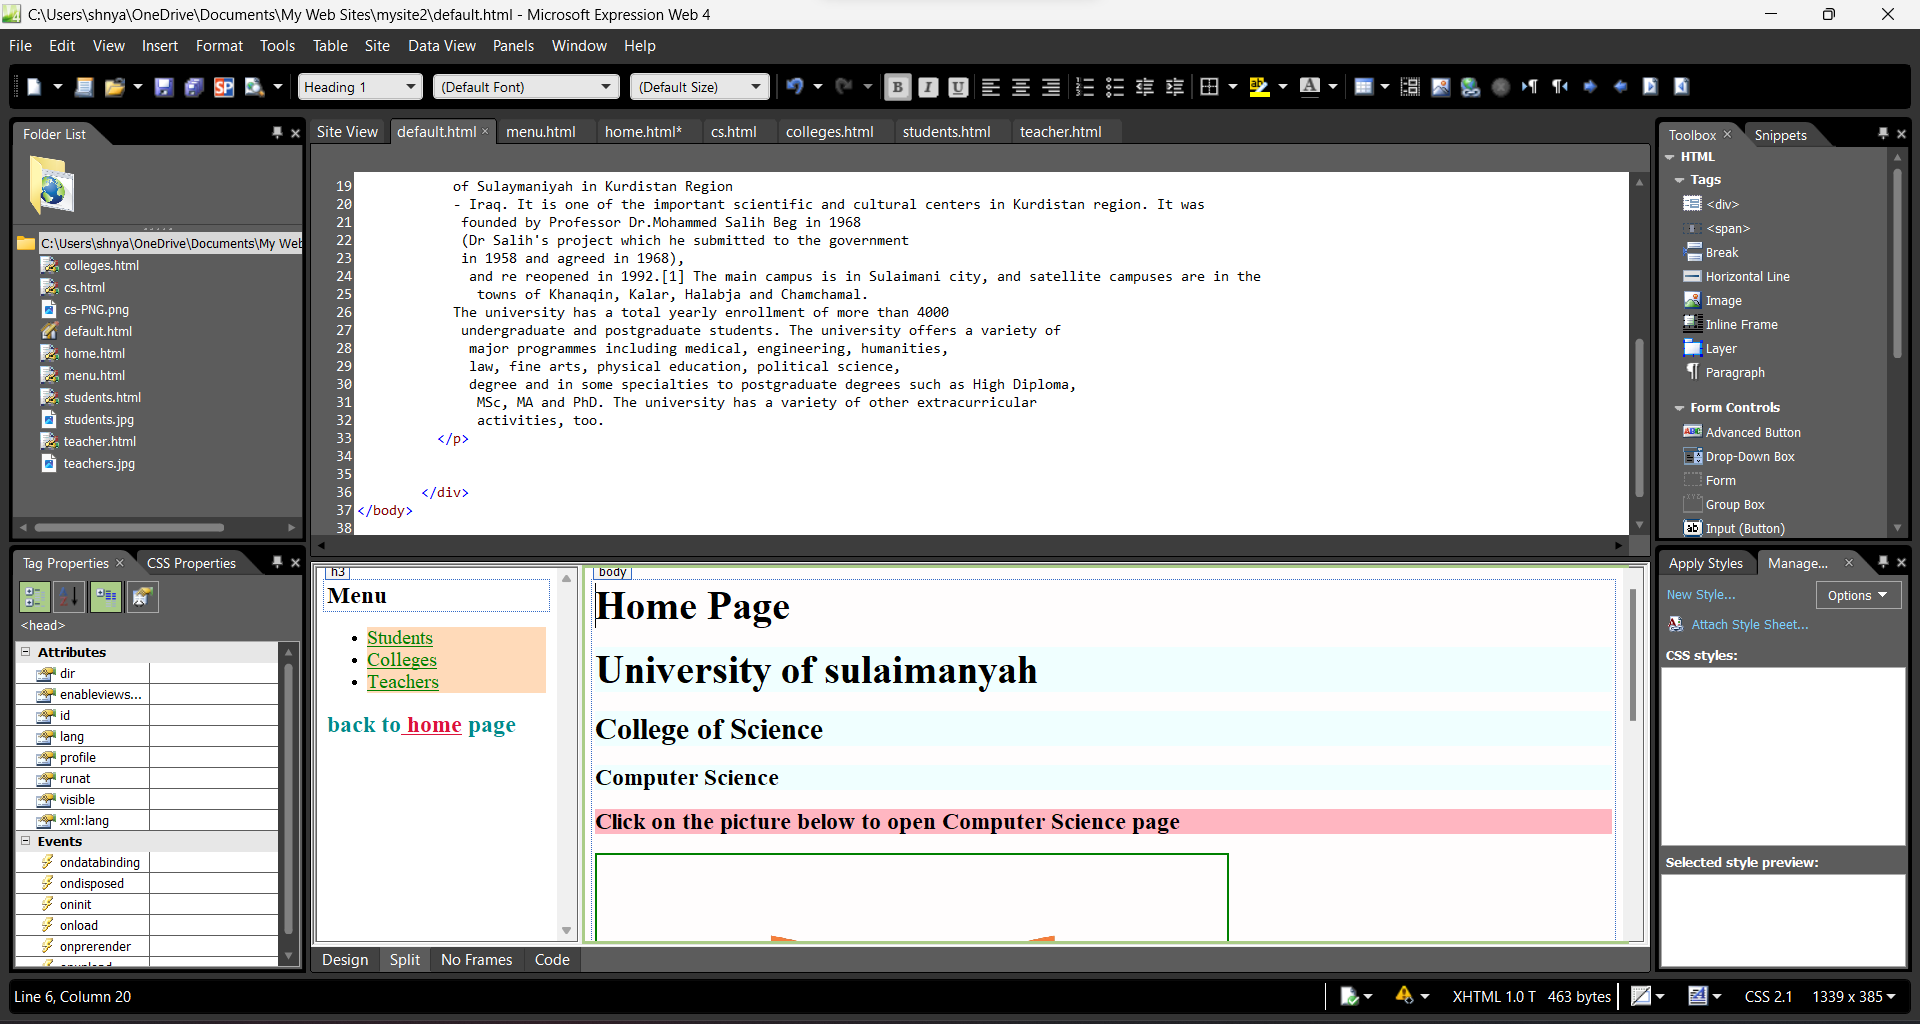 C:\Users\shnya\OneDrive\Documents\My Web Sites\mysite2\default.html - Microsoft Expression Web 4
File Edit View Insert Format Tools Table Site Data View Panels Window Help
Heading 1 (Default Font) (Default Size) B I U A
Folder List
C:\Users\shnya\OneDrive\Documents\My Web
colleges.html
cs.html
cs-PNG.png
default.html
home.html
menu.html
students.html
students.jpg
teacher.html
teachers.jpg
Site View default.html menu.html home.html* cs.html colleges.html students.html teacher.html
19 of Sulaymaniyah in Kurdistan Region
20 - Iraq. It is one of the important scientific and cultural centers in Kurdistan region. It was
21 founded by Professor Dr.Mohammed Salih Beg in 1968
22 (Dr Salih's project which he submitted to the government
23 in 1958 and agreed in 1968),
24 and re reopened in 1992.[1] The main campus is in Sulaimani city, and satellite campuses are in the
25 towns of Khanaqin, Kalar, Halabja and Chamchamal.
26 The university has a total yearly enrollment of more than 4000
27 undergraduate and postgraduate students. The university offers a variety of
28 major programmes including medical, engineering, humanities,
29 law, fine arts, physical education, political science,
30 degree and in some specialties to postgraduate degrees such as High Diploma,
31 MSc, MA and PhD. The university has a variety of other extracurricular
32 activities, too.
33 </p>
34
35
36 </div>
37 </body>
38
Toolbox Snippets
HTML
Tags
<div>
<span>
Break
Horizontal Line
Image
Inline Frame
Layer
Paragraph
Form Controls
Advanced Button
Drop-Down Box
Form
Group Box
Input (Button)
Tag Properties CSS Properties
<head>
Attributes
dir
enableviews...
id
lang
profile
runat
visible
xml:lang
Events
ondatabinding
ondisposed
oninit
onload
onprerender
h3
Menu
Students
Colleges
Teachers
back to home page
body
Home Page
University of sulaimanyah
College of Science
Computer Science
Click on the picture below to open Computer Science page
Design Split No Frames Code
Apply Styles Manage...
New Style... Options
Attach Style Sheet...
CSS styles:
Selected style preview:
Line 6, Column 20
XHTML 1.0 T 463 bytes CSS 2.1 1339 x 385